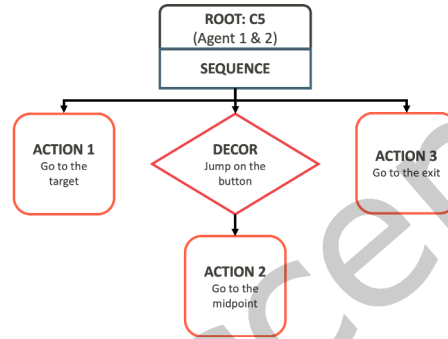 ROOT: C5
(Agent 1 & 2)
SEQUENCE
ACTION 1
Go to the
target
DECOR
Jump on the
button
ACTION 3
Go to the exit
ACTION 2
Go to the
midpoint